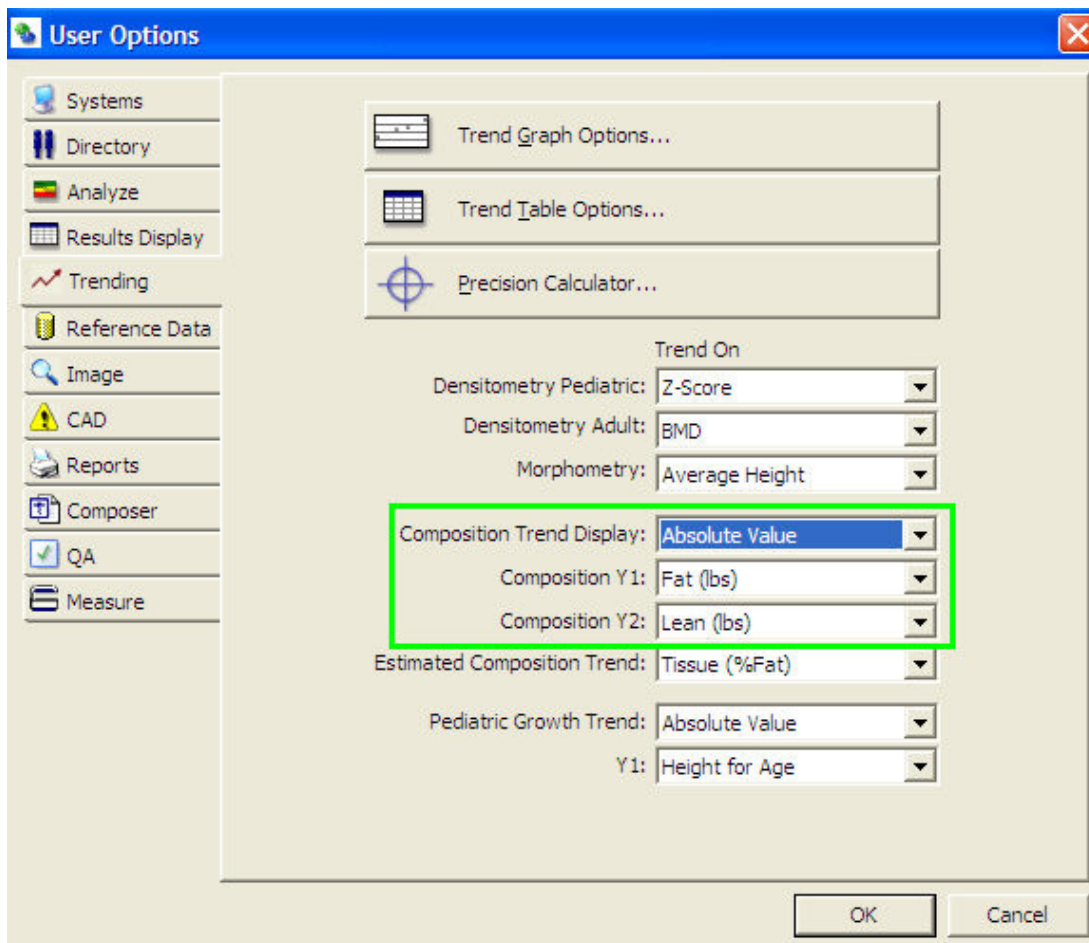 User Options
Systems
Directory
Analyze
Results Display
Trending
Reference Data
Image
CAD
Reports
Composer
QA
Measure
Trend Graph Options...
Trend Table Options...
Precision Calculator...
Trend On
Densitometry Pediatric: Z-Score
Densitometry Adult: BMD
Morphometry: Average Height
Composition Trend Display: Absolute Value
Composition Y1: Fat (lbs)
Composition Y2: Lean (lbs)
Estimated Composition Trend: Tissue (%Fat)
Pediatric Growth Trend: Absolute Value
Y1: Height for Age
OK Cancel